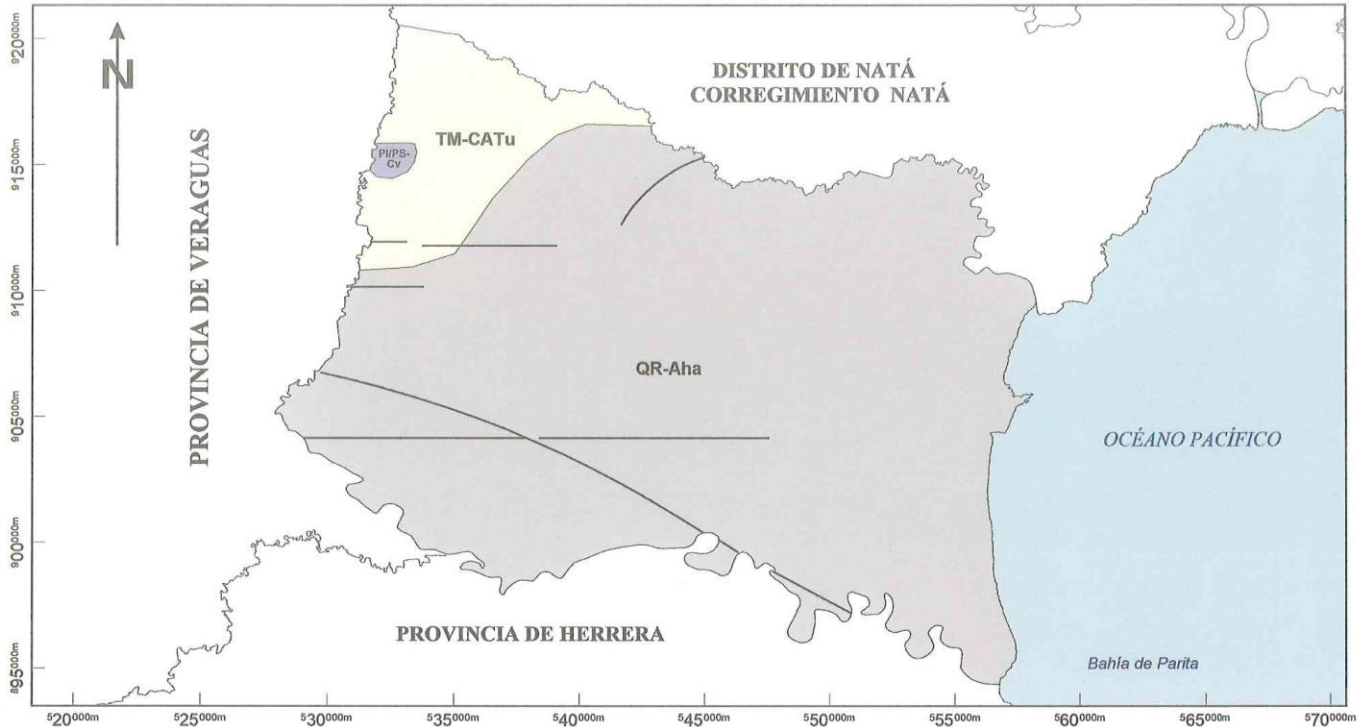 N
DISTRITO DE NATÁ
CORREGIMIENTO NATÁ
PROVINCIA DE VERAGUAS
TM-CATu
PI/PS-
Cv
QR-Aha
OCÉANO PACÍFICO
PROVINCIA DE HERRERA
Bahía de Parita
920000m
915000m
910000m
905000m
900000m
895000m
520000m
525000m
530000m
535000m
540000m
545000m
550000m
555000m
560000m
565000m
570000m